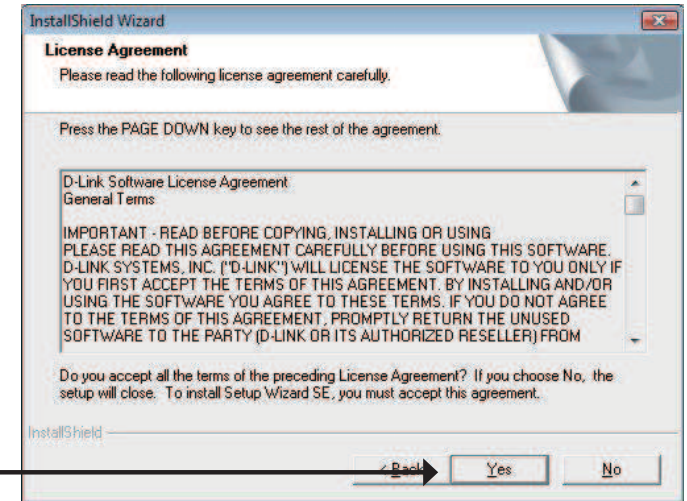 InstallShield Wizard
License Agreement
Please read the following license agreement carefully.
Press the PAGE DOWN key to see the rest of the agreement.
D-Link Software License Agreement
General Terms
IMPORTANT - READ BEFORE COPYING, INSTALLING OR USING
PLEASE READ THIS AGREEMENT CAREFULLY BEFORE USING THIS SOFTWARE.
D-LINK SYSTEMS, INC. ("D-LINK") WILL LICENSE THE SOFTWARE TO YOU ONLY IF
YOU FIRST ACCEPT THE TERMS OF THIS AGREEMENT. BY INSTALLING AND/OR
USING THE SOFTWARE YOU AGREE TO THESE TERMS. IF YOU DO NOT AGREE
TO THE TERMS OF THIS AGREEMENT, PROMPTLY RETURN THE UNUSED
SOFTWARE TO THE PARTY (D-LINK OR ITS AUTHORIZED RESELLER) FROM
Do you accept all the terms of the preceding License Agreement? If you choose No, the
setup will close. To install Setup Wizard SE, you must accept this agreement.
InstallShield
< Back Yes No